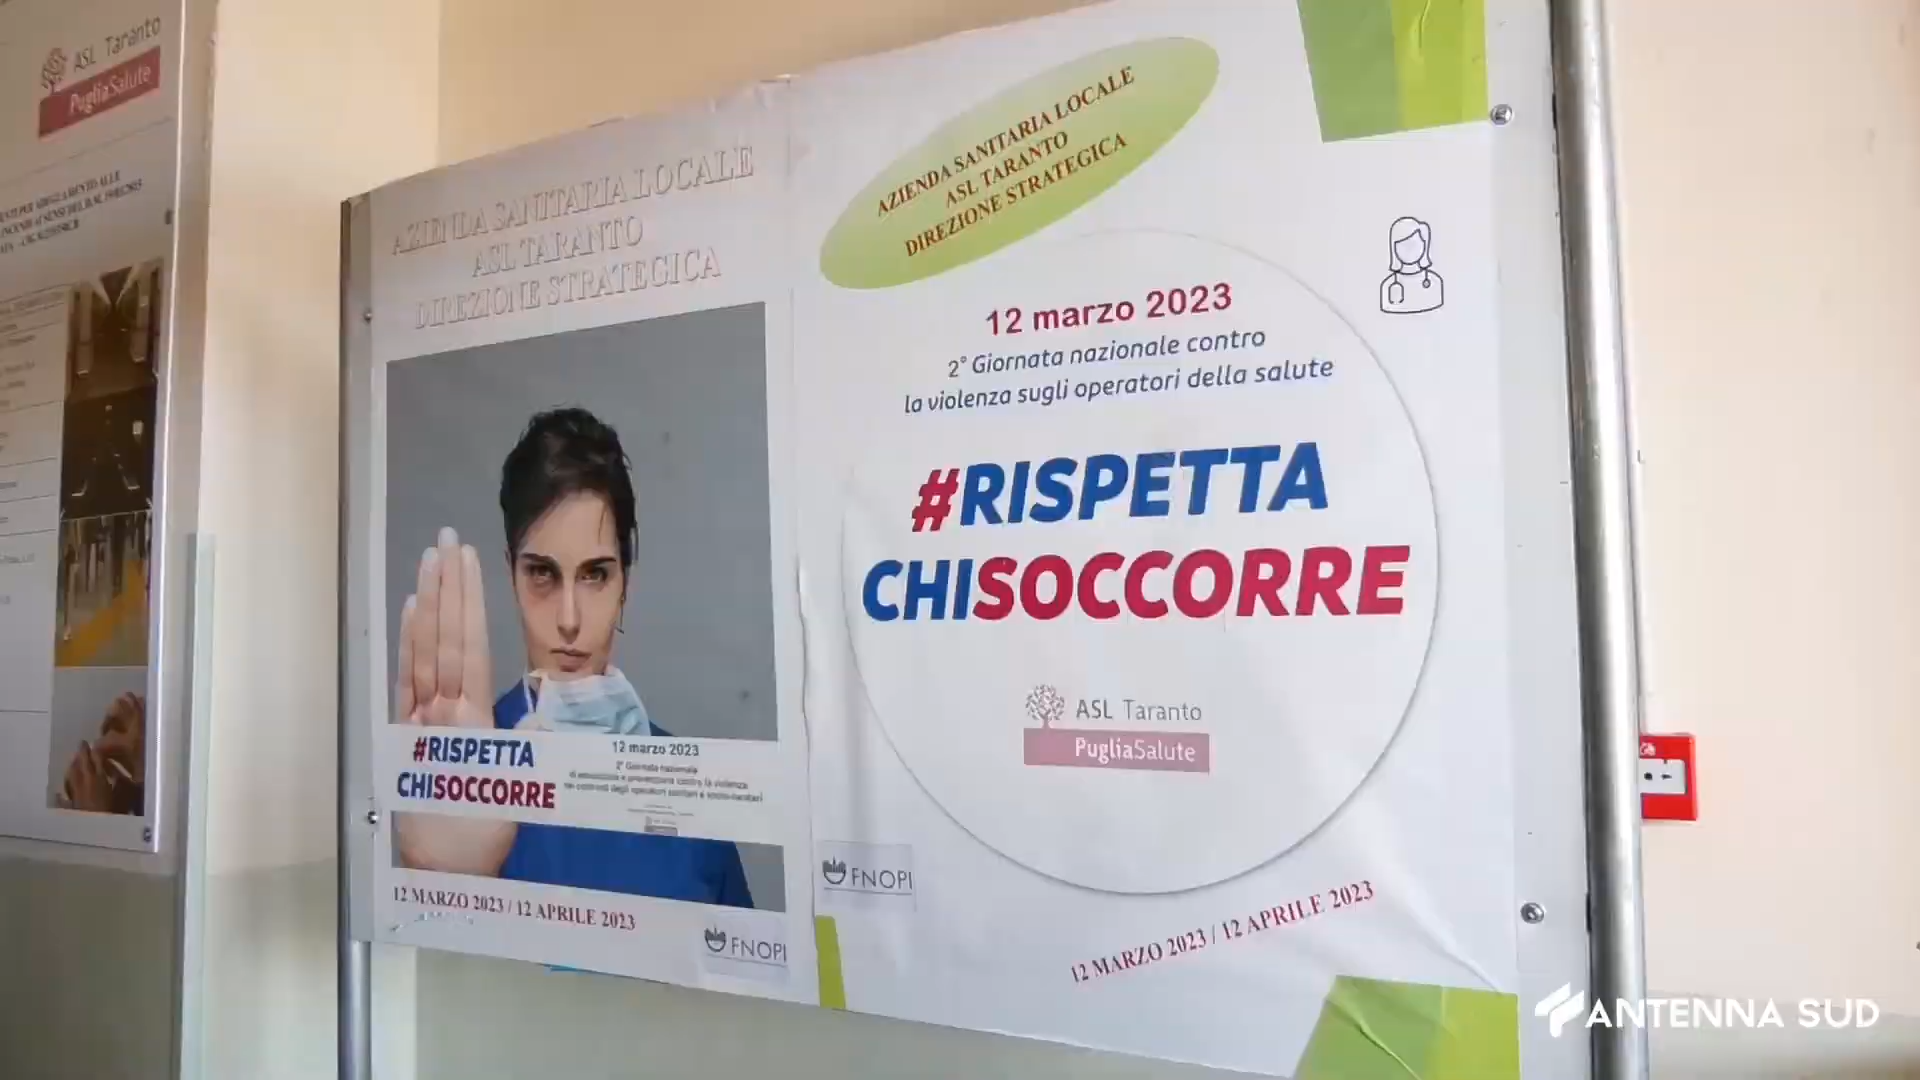 ASL Taranto
PugliaSalute
AZIENDA SANITARIA LOCALE
ASL TARANTO
DIREZIONE STRATEGICA
#RISPETTA
CHISOCCORRE
12 marzo 2023
2° Giornata nazionale
12 MARZO 2023 / 12 APRILE 2023
FNOPI
AZIENDA SANITARIA LOCALE
ASL TARANTO
DIREZIONE STRATEGICA
12 marzo 2023
2° Giornata nazionale contro
la violenza sugli operatori della salute
#RISPETTA
CHISOCCORRE
ASL Taranto
PugliaSalute
FNOPI
12 MARZO 2023 / 12 APRILE 2023
ANTENNA SUD